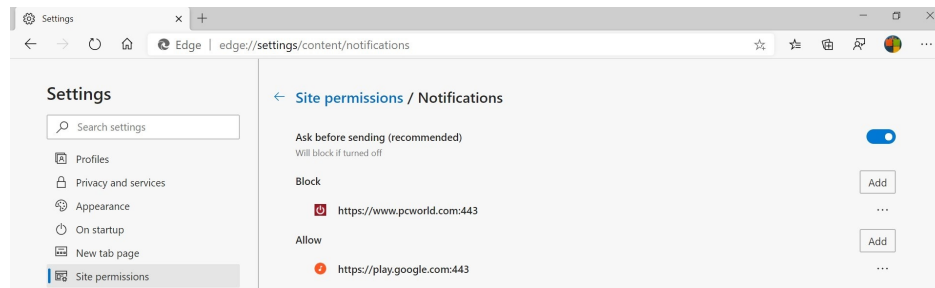 Settings
Edge | edge://settings/content/notifications
Settings
Search settings
Profiles
Privacy and services
Appearance
On startup
New tab page
Site permissions
Site permissions / Notifications
Ask before sending (recommended)
Will block if turned off
Block
Add
https://www.pcworld.com:443
Allow
Add
https://play.google.com:443